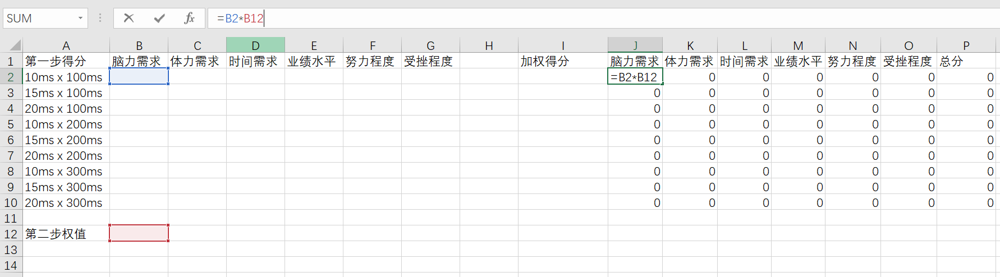 SUM =B2*B12
A B C D E F G H I J K L M N O P
1 第一步得分 脑力需求 体力需求 时间需求 业绩水平 努力程度 受挫程度 加权得分 脑力需求 体力需求 时间需求 业绩水平 努力程度 受挫程度 总分
2 10ms x 100ms =B2*B12 0 0 0 0 0 0
3 15ms x 100ms 0 0 0 0 0 0 0
4 20ms x 100ms 0 0 0 0 0 0 0
5 10ms x 200ms 0 0 0 0 0 0 0
6 15ms x 200ms 0 0 0 0 0 0 0
7 20ms x 200ms 0 0 0 0 0 0 0
8 10ms x 300ms 0 0 0 0 0 0 0
9 15ms x 300ms 0 0 0 0 0 0 0
10 20ms x 300ms 0 0 0 0 0 0 0
11
12 第二步权值
13
14